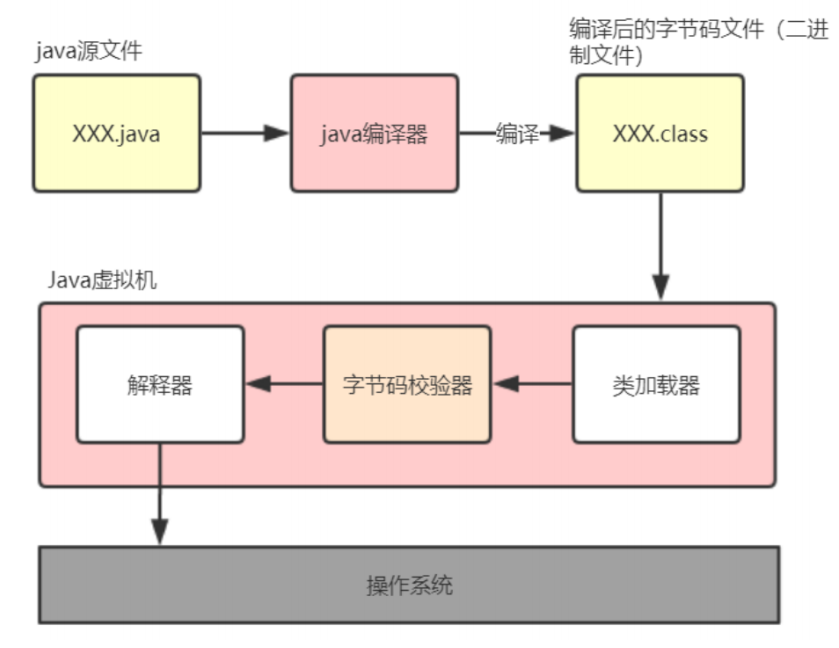 java源文件
编译后的字节码文件（二进
制文件）
XXX.java
java编译器
编译
XXX.class
Java虚拟机
解释器
字节码校验器
类加载器
操作系统